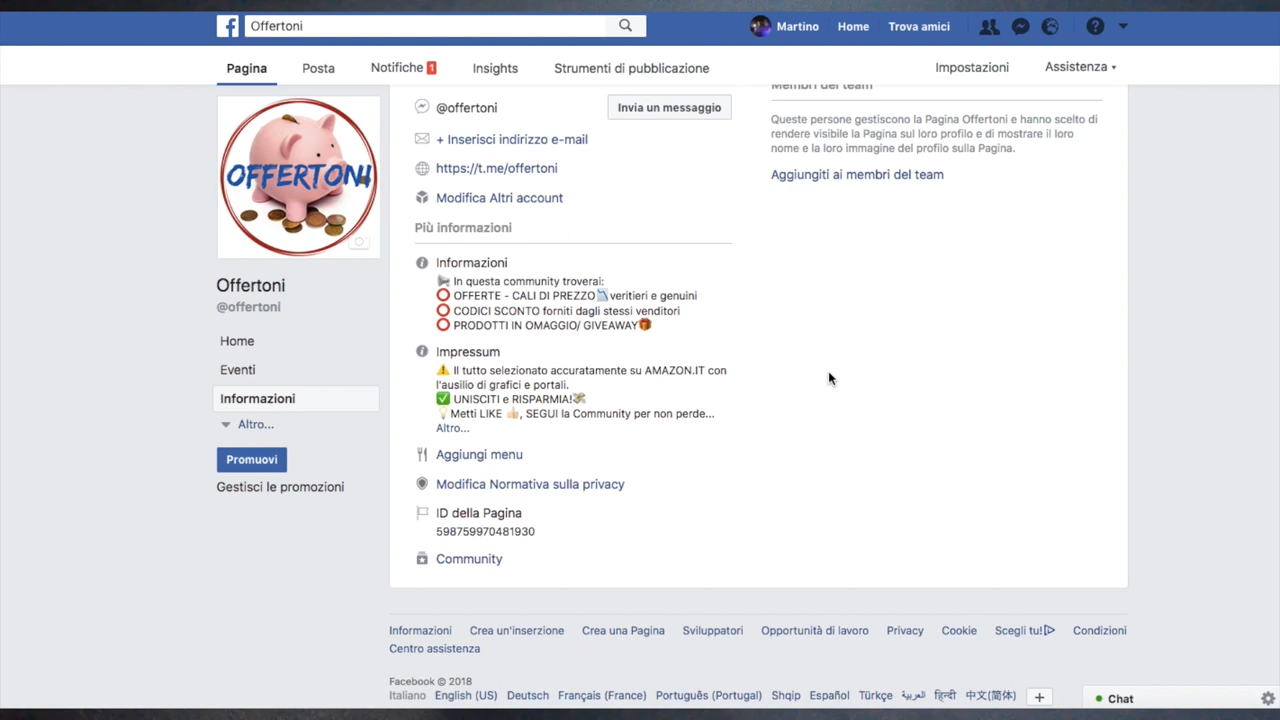 Offertoni
Martino
Home
Trova amici
Pagina
Posta
Notifiche 1
Insights
Strumenti di pubblicazione
Impostazioni
Assistenza
OFFERTONI
Offertoni
@offertoni
Home
Eventi
Informazioni
Altro...
Promuovi
Gestisci le promozioni
@offertoni
Invia un messaggio
+ Inserisci indirizzo e-mail
https://t.me/offertoni
Modifica Altri account
Più informazioni
Informazioni
In questa community troverai:
⭕ OFFERTE - CALI DI PREZZO📉veritieri e genuini
⭕ CODICI SCONTO forniti dagli stessi venditori
⭕ PRODOTTI IN OMAGGIO/ GIVEAWAY🎁
Impressum
⚠️ Il tutto selezionato accuratamente su AMAZON.IT con
l'ausilio di grafici e portali.
✅ UNISCITI e RISPARMIA!💸
💡Metti LIKE 👍🏻, SEGUI la Community per non perde...
Altro...
Aggiungi menu
Modifica Normativa sulla privacy
ID della Pagina
598759970481930
Community
Membri del team
Queste persone gestiscono la Pagina Offertoni e hanno scelto di
rendere visibile la Pagina sul loro profilo e di mostrare il loro
nome e la loro immagine del profilo sulla Pagina.
Aggiungiti ai membri del team
Informazioni Crea un'inserzione Crea una Pagina Sviluppatori Opportunità di lavoro Privacy Cookie Scegli tu! Condizioni
Centro assistenza
Facebook © 2018
Italiano English (US) Deutsch Français (France) Português (Portugal) Shqip Español Türkçe العربية हिन्दी 中文(简体) +
Chat